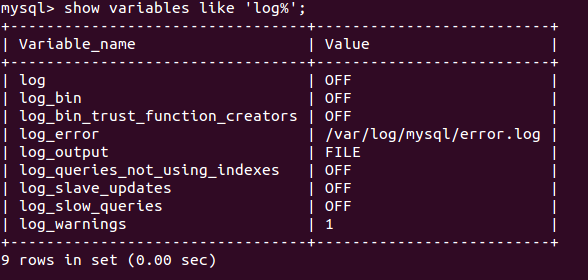 mysql> show variables like 'log%';
+---------------------------------+--------------------------+
| Variable_name                   | Value                    |
+---------------------------------+--------------------------+
| log                             | OFF                      |
| log_bin                         | OFF                      |
| log_bin_trust_function_creators | OFF                      |
| log_error                       | /var/log/mysql/error.log |
| log_output                      | FILE                     |
| log_queries_not_using_indexes   | OFF                      |
| log_slave_updates               | OFF                      |
| log_slow_queries                | OFF                      |
| log_warnings                    | 1                        |
+---------------------------------+--------------------------+
9 rows in set (0.00 sec)